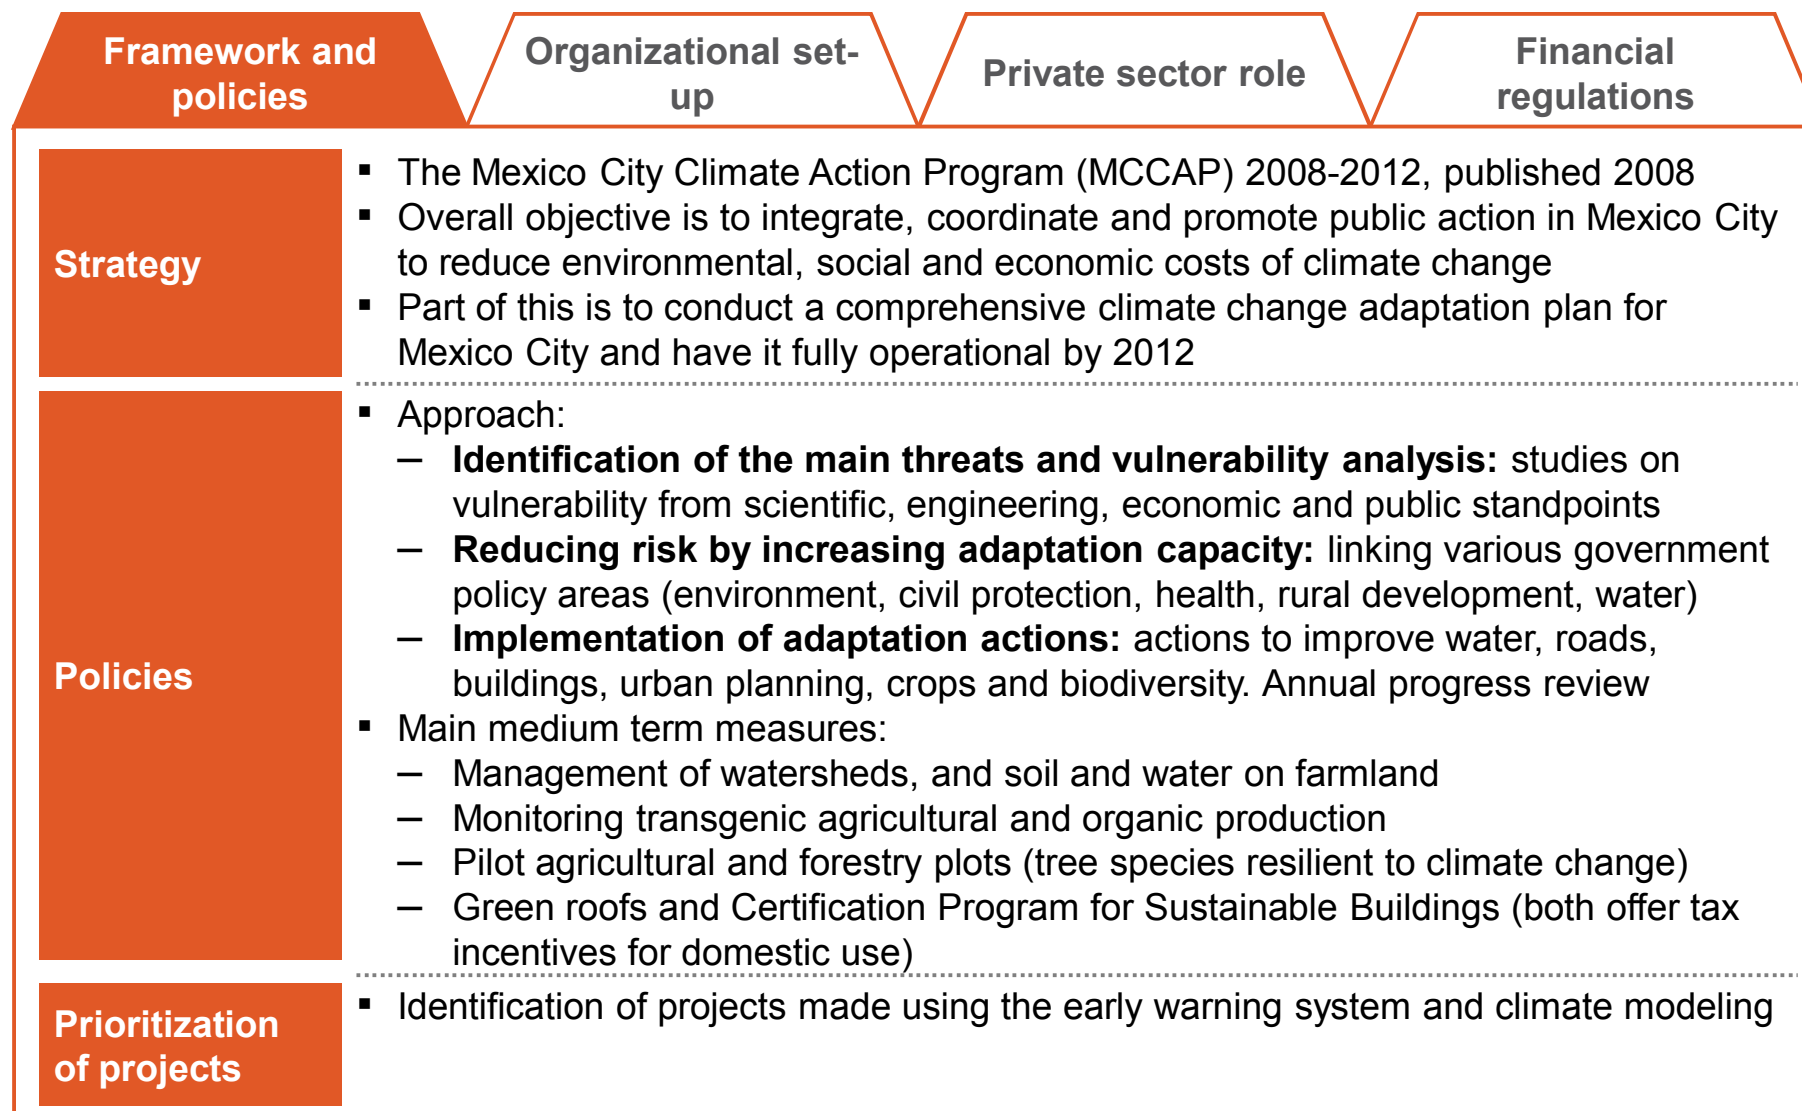 Framework and
policies
Organizational set-
up
Private sector role
Financial
regulations
Strategy
▪ The Mexico City Climate Action Program (MCCAP) 2008-2012, published 2008
▪ Overall objective is to integrate, coordinate and promote public action in Mexico City
to reduce environmental, social and economic costs of climate change
▪ Part of this is to conduct a comprehensive climate change adaptation plan for
Mexico City and have it fully operational by 2012
Policies
▪ Approach:
– Identification of the main threats and vulnerability analysis: studies on
vulnerability from scientific, engineering, economic and public standpoints
– Reducing risk by increasing adaptation capacity: linking various government
policy areas (environment, civil protection, health, rural development, water)
– Implementation of adaptation actions: actions to improve water, roads,
buildings, urban planning, crops and biodiversity. Annual progress review
▪ Main medium term measures:
– Management of watersheds, and soil and water on farmland
– Monitoring transgenic agricultural and organic production
– Pilot agricultural and forestry plots (tree species resilient to climate change)
– Green roofs and Certification Program for Sustainable Buildings (both offer tax
incentives for domestic use)
Prioritization
of projects
▪ Identification of projects made using the early warning system and climate modeling